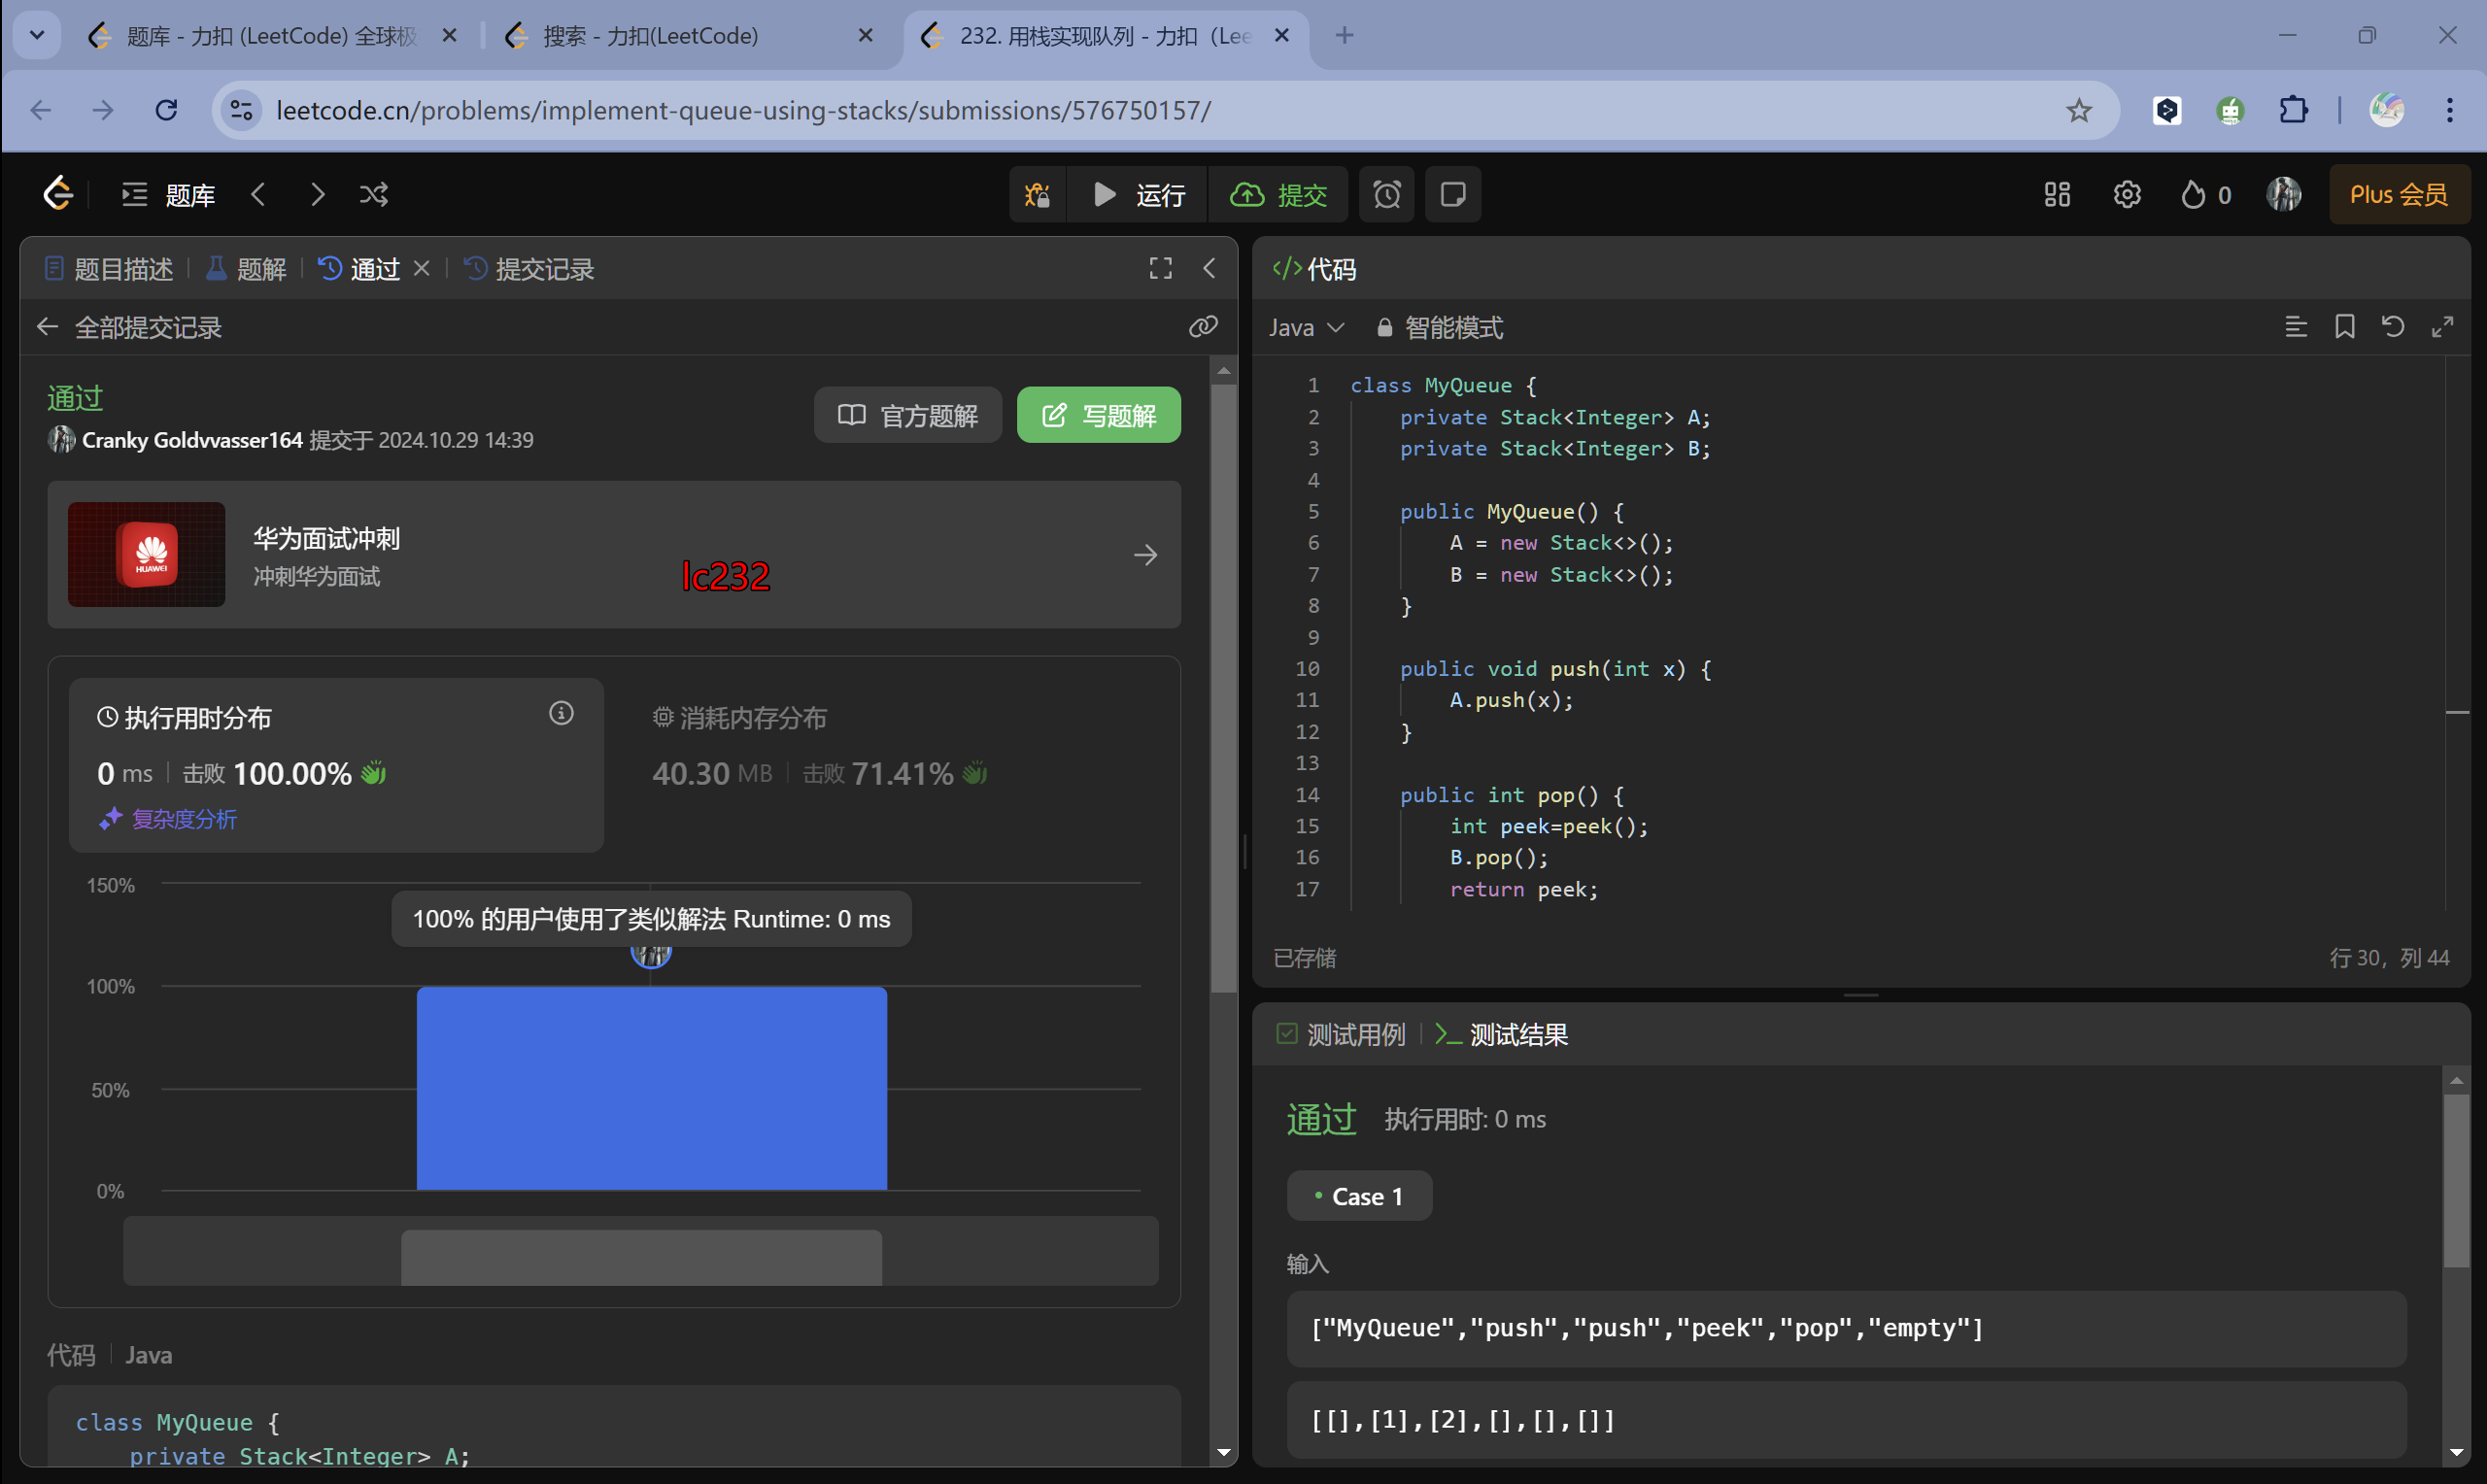 题库 - 力扣 (LeetCode) 全球极
搜索 - 力扣(LeetCode)
232. 用栈实现队列 - 力扣（Lee
leetcode.cn/problems/implement-queue-using-stacks/submissions/576750157/
题库
运行
提交
0
Plus 会员
题目描述
题解
通过
提交记录
全部提交记录
通过
官方题解
写题解
Cranky Goldvvasser164 提交于 2024.10.29 14:39
HUAWEI
华为面试冲刺
冲刺华为面试
lc232
执行用时分布
0 ms 击败 100.00%
复杂度分析
消耗内存分布
40.30 MB 击败 71.41%
150%
100% 的用户使用了类似解法 Runtime: 0 ms
100%
50%
0%
代码 Java
class MyQueue {
private Stack<Integer> A;
</> 代码
Java 智能模式
1 class MyQueue {
2 private Stack<Integer> A;
3 private Stack<Integer> B;
4
5 public MyQueue() {
6 A = new Stack<>();
7 B = new Stack<>();
8 }
9
10 public void push(int x) {
11 A.push(x);
12 }
13
14 public int pop() {
15 int peek=peek();
16 B.pop();
17 return peek;
已存储
行 30，列 44
测试用例
测试结果
通过 执行用时: 0 ms
• Case 1
输入
["MyQueue","push","push","peek","pop","empty"]
[[],[1],[2],[],[],[]]